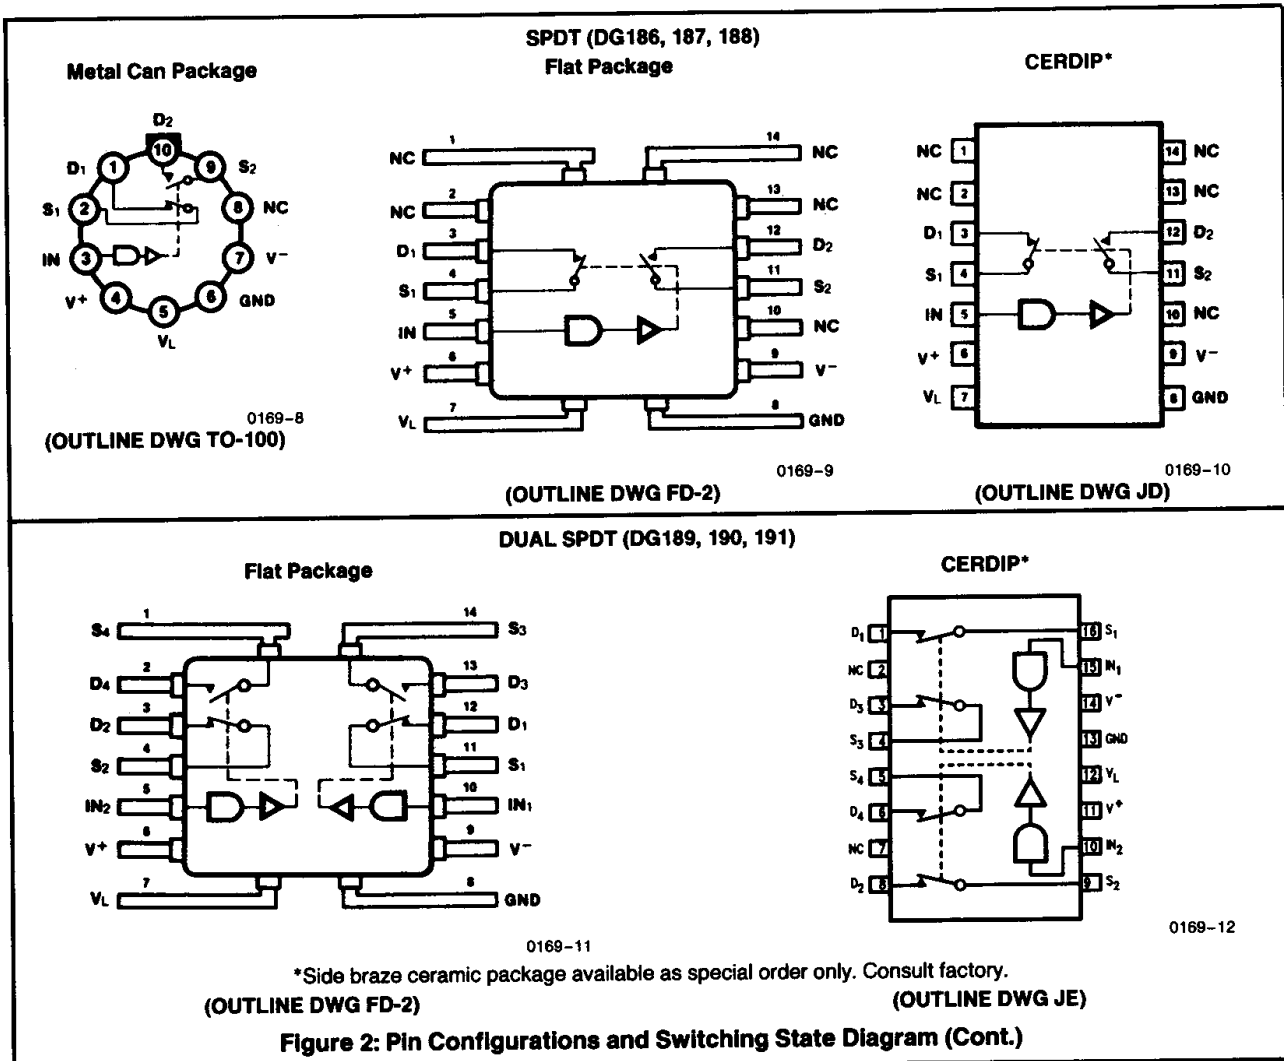 SPDT (DG186, 187, 188)
Metal Can Package
D2
10
D1
1
9
S2
S1
2
8
NC
IN
3
7
V−
V+
4
6
GND
5
VL
0169–8
(OUTLINE DWG TO-100)
Flat Package
1
NC
14
NC
2
NC
13
NC
3
D1
12
D2
4
S1
11
S2
5
IN
10
NC
6
V+
9
V−
7
VL
8
GND
0169–9
(OUTLINE DWG FD-2)
CERDIP*
NC 1
14 NC
NC 2
13 NC
D1 3
12 D2
S1 4
11 S2
IN 5
10 NC
V+ 6
9 V−
VL 7
8 GND
0169–10
(OUTLINE DWG JD)
DUAL SPDT (DG189, 190, 191)
Flat Package
1
S4
14
S3
2
D4
13
D3
3
D2
12
D1
4
S2
11
S1
5
IN2
10
IN1
6
V+
9
V−
7
VL
8
GND
0169–11
CERDIP*
D1 1
16 S1
NC 2
15 IN1
D3 3
14 V−
S3 4
13 GND
S4 5
12 VL
D4 6
11 V+
NC 7
10 IN2
D2 8
9 S2
0169–12
*Side braze ceramic package available as special order only. Consult factory.
(OUTLINE DWG FD-2)
(OUTLINE DWG JE)
Figure 2: Pin Configurations and Switching State Diagram (Cont.)